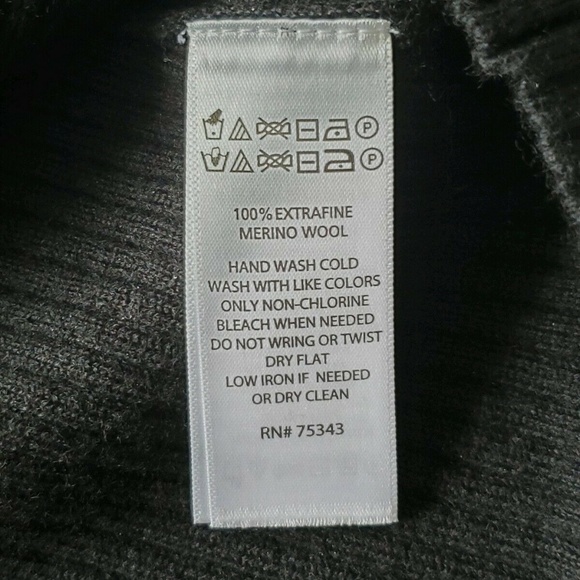 P
P
100% EXTRAFINE
MERINO WOOL
HAND WASH COLD
WASH WITH LIKE COLORS
ONLY NON-CHLORINE
BLEACH WHEN NEEDED
DO NOT WRING OR TWIST
DRY FLAT
LOW IRON IF NEEDED
OR DRY CLEAN
RN# 75343